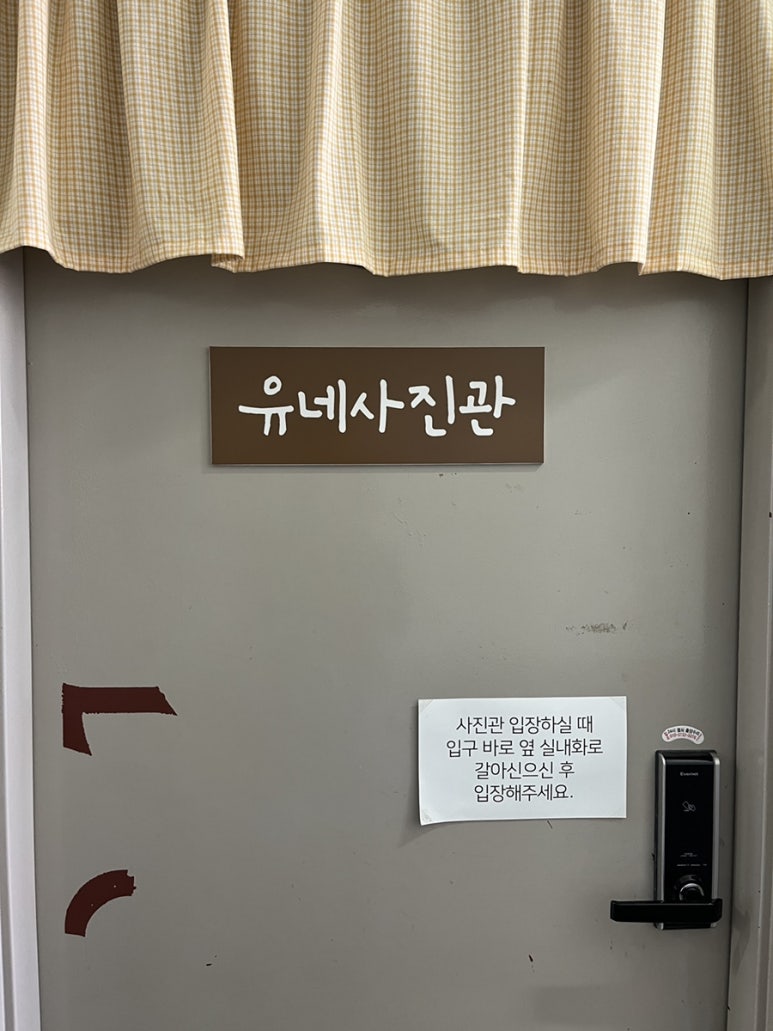 유네사진관
사진관 입장하실 때
입구 바로 옆 실내화로
갈아신으신 후
입장해주세요.